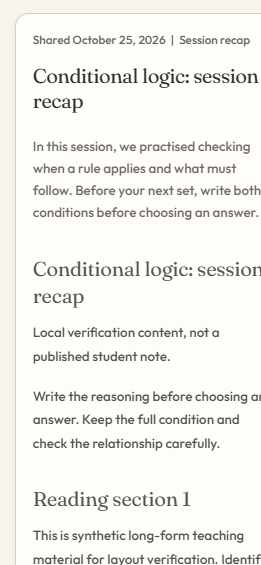 Shared October 25, 2026 | Session recap
Conditional logic: session
recap
In this session, we practised checking
when a rule applies and what must
follow. Before your next set, write both
conditions before choosing an answer.
Conditional logic: session
recap
Local verification content, not a
published student note.
Write the reasoning before choosing an
answer. Keep the full condition and
check the relationship carefully.
Reading section 1
This is synthetic long-form teaching
material for layout verification. Identif